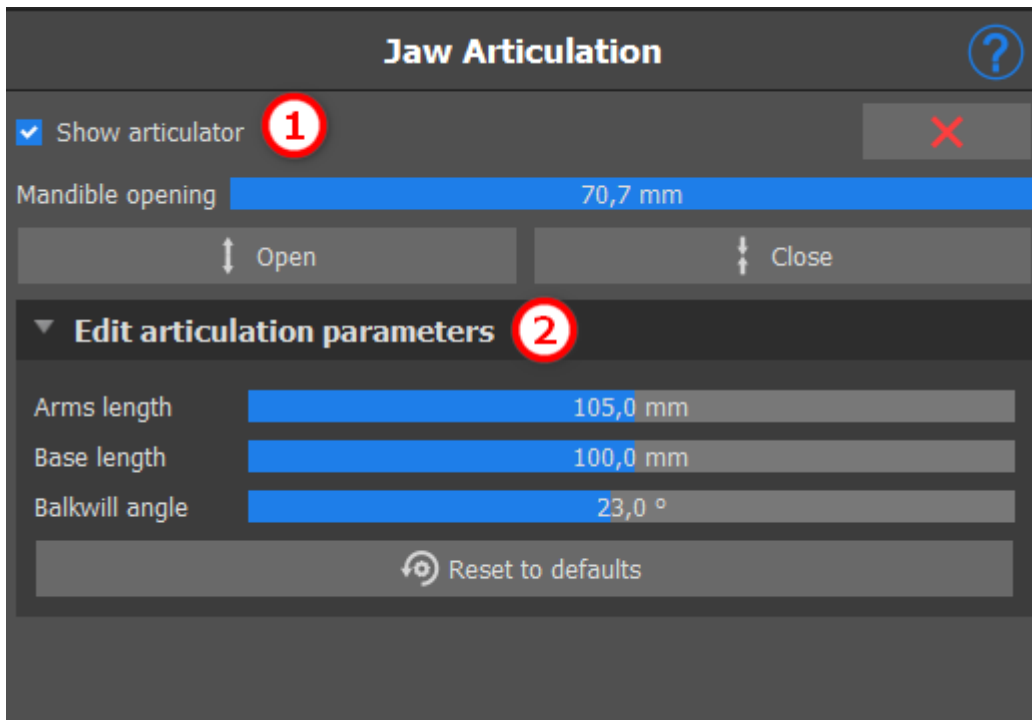 Jaw Articulation ?
Show articulator 1
Mandible opening 70,7 mm
Open Close
Edit articulation parameters 2
Arms length 105,0 mm
Base length 100,0 mm
Balkwill angle 23,0 º
Reset to defaults